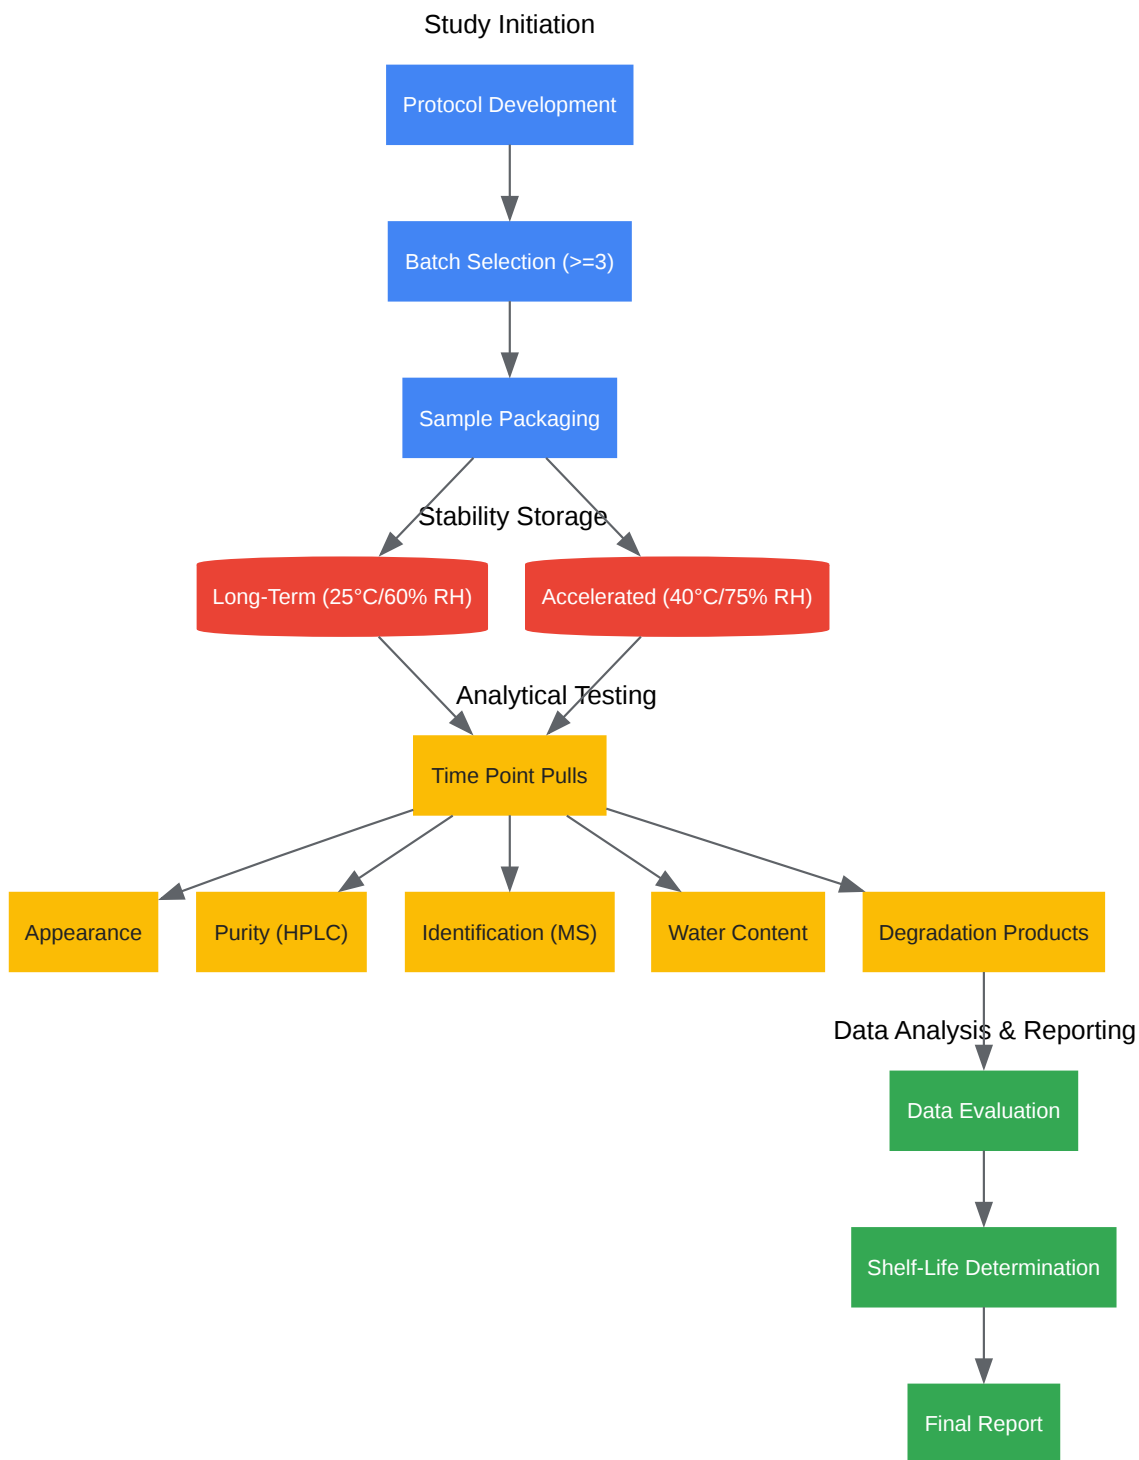 Study Initiation
Protocol Development
Batch Selection (>=3)
Sample Packaging
Stability Storage
Long-Term (25°C/60% RH)
Accelerated (40°C/75% RH)
Analytical Testing
Time Point Pulls
Appearance
Purity (HPLC)
Identification (MS)
Water Content
Degradation Products
Data Analysis & Reporting
Data Evaluation
Shelf-Life Determination
Final Report